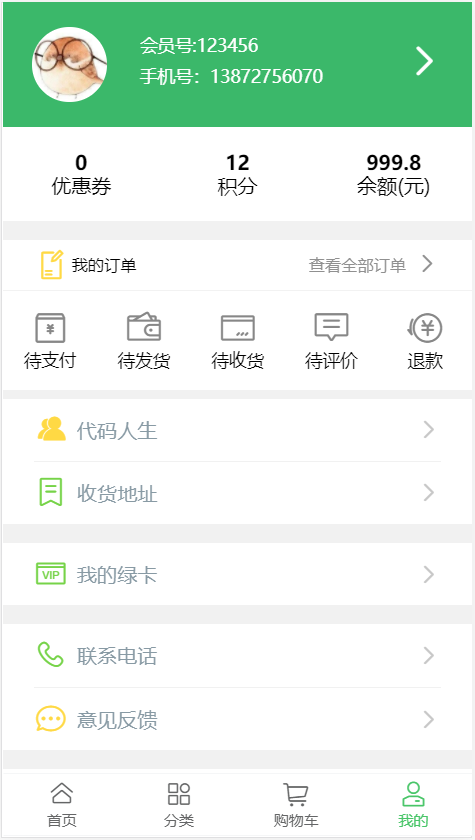 会员号:123456
手机号：13872756070
0 12 999.8
优惠券 积分 余额(元)
我的订单 查看全部订单
待支付 待发货 待收货 待评价 退款
代码人生
收货地址
VIP 我的绿卡
联系电话
意见反馈
首页 分类 购物车 我的